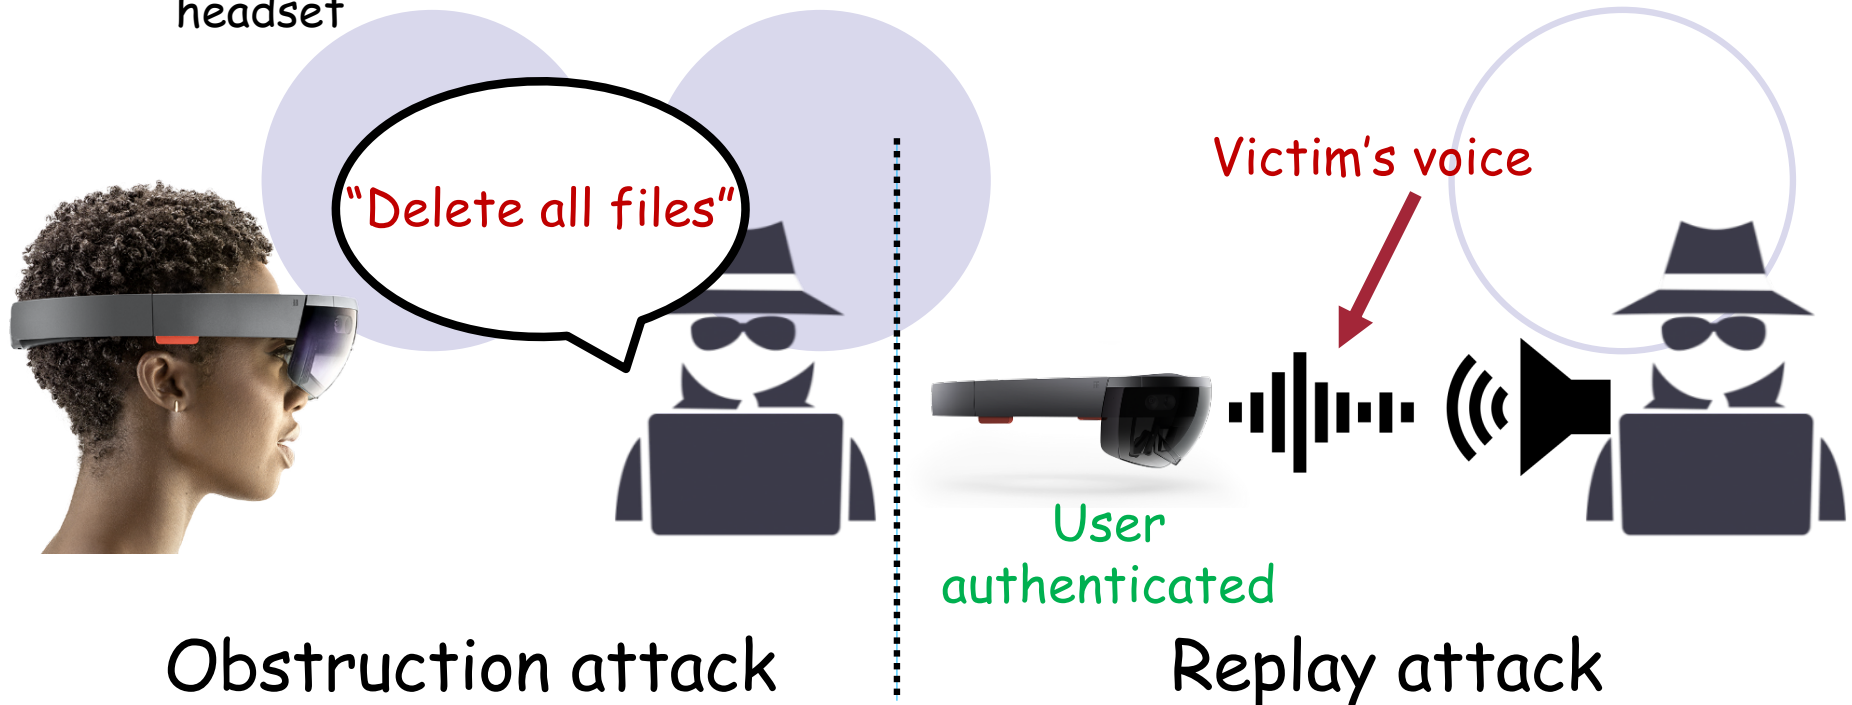 headset
“Delete all files”
Obstruction attack
Victim’s voice
User
authenticated
Replay attack